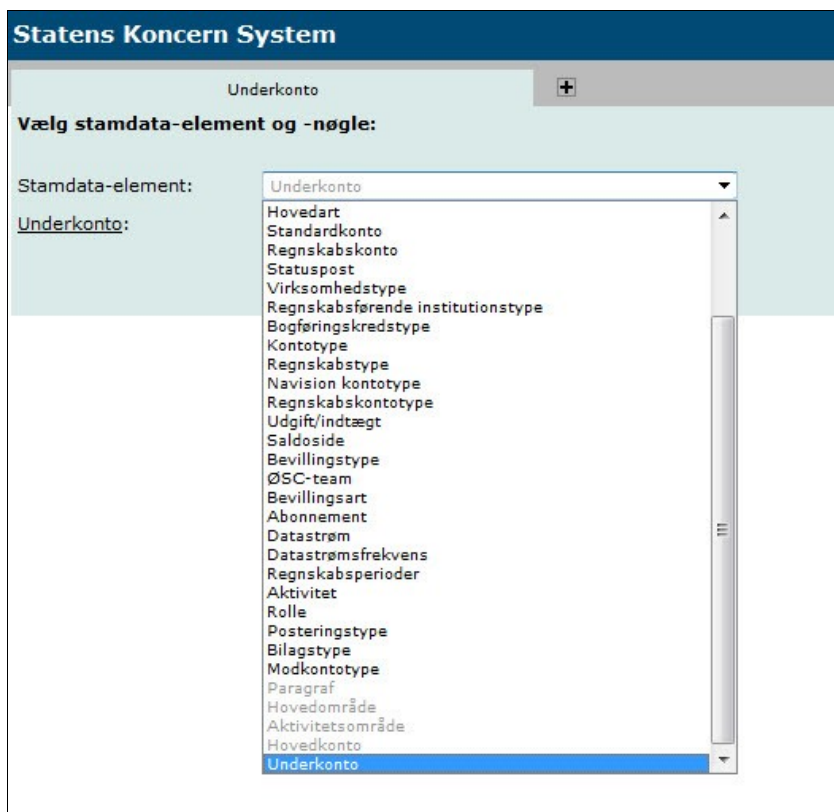 Statens Koncern System
Underkonto
Vælg stamdata-element og -nøgle:
Stamdata-element: Underkonto
Underkonto:
Hovedart
Standardkonto
Regnskabskonto
Statuspost
Virksomhedstype
Regnskabsførende institutionstype
Bogføringskredstype
Kontotype
Regnskabstype
Navision kontotype
Regnskabskontotype
Udgift/indtægt
Saldoside
Bevillingstype
ØSC-team
Bevillingsart
Abonnement
Datastrøm
Datastrømsfrekvens
Regnskabsperioder
Aktivitet
Rolle
Posteringstype
Bilagstype
Modkontotype
Paragraf
Hovedområde
Aktivitetsområde
Hovedkonto
Underkonto